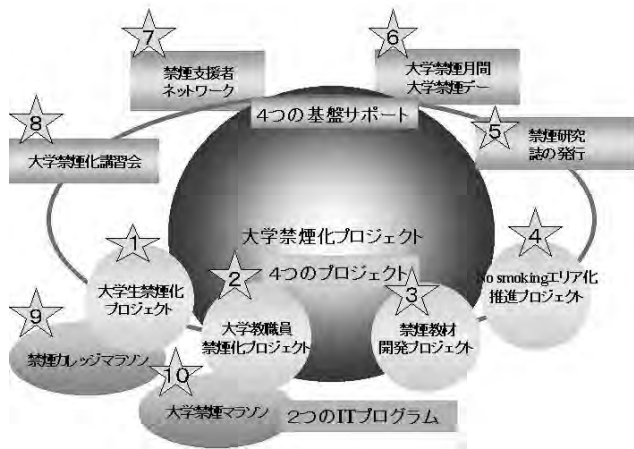 7
禁煙支援者
ネットワーク
6
大学禁煙月間
大学禁煙デー
8
大学禁煙化講習会
4つの基盤サポート
5
禁煙研究
誌の発行
大学禁煙化プロジェクト
4つのプロジェクト
1
大学生禁煙化
プロジェクト
2
大学教職員
禁煙化プロジェクト
3
禁煙教材
開発プロジェクト
4
No smokingエリア化
推進プロジェクト
9
禁煙カレッジマラソン
10
大学禁煙マラソン
2つのITプログラム